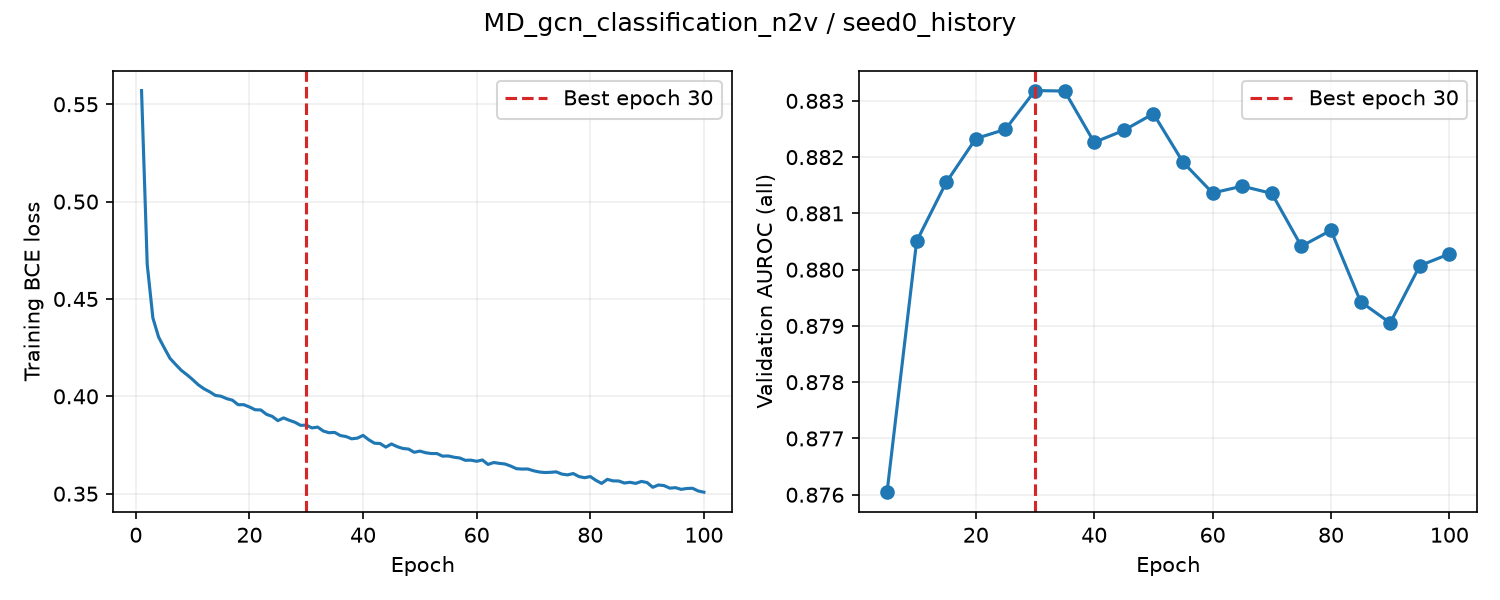 MD_gcn_classification_n2v / seed0_history
Best epoch 30
0.55
0.50
0.45
0.40
0.35
Training BCE loss
0 20 40 60 80 100
Epoch
Best epoch 30
0.883
0.882
0.881
0.880
0.879
0.878
0.877
0.876
Validation AUROC (all)
20 40 60 80 100
Epoch